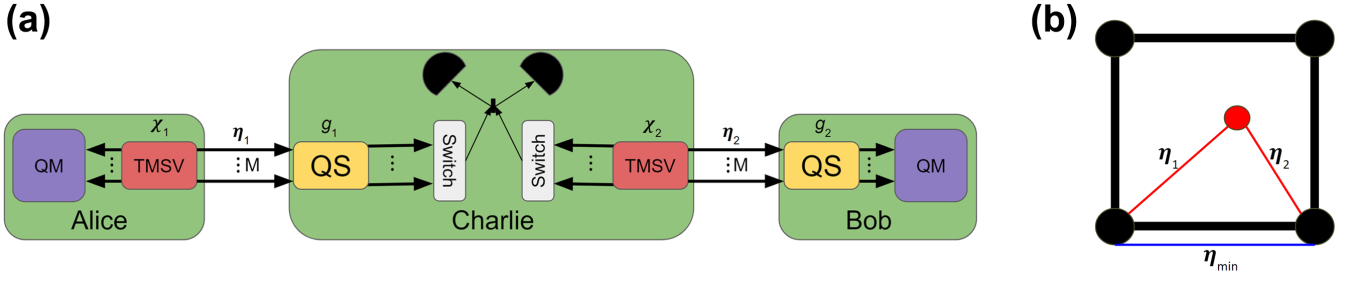 (a)
(b)
χ₁
η₁
g₁
χ₂
η₂
g₂
QM
TMSV
⋮M
QS
⋮
Switch
Switch
⋮
TMSV
⋮M
QS
⋮
QM
⋮
Alice
Charlie
Bob
η₁
η₂
ηmin